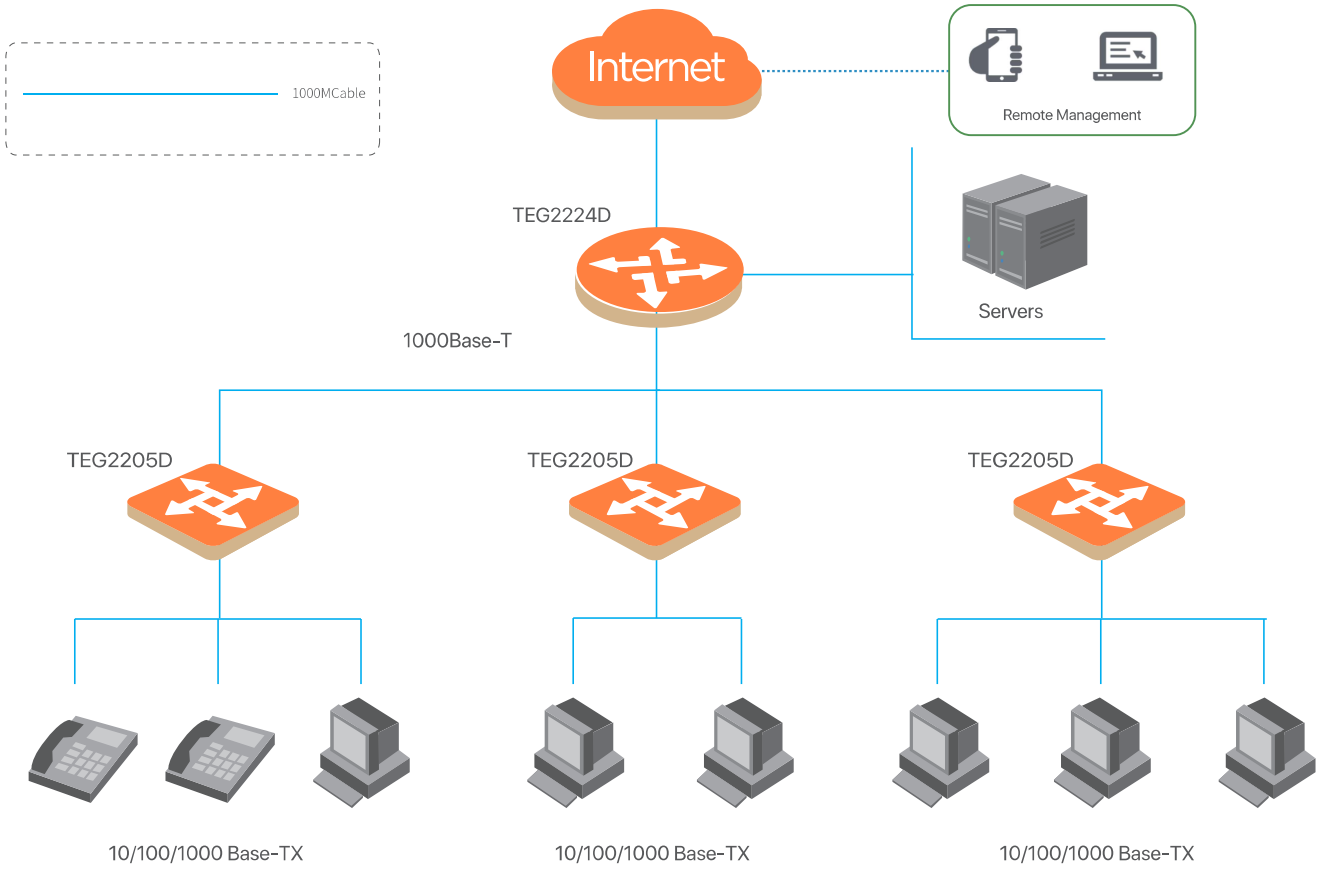 Internet
1000MCable
Remote Management
TEG2224D
Servers
1000Base-T
TEG2205D
TEG2205D
TEG2205D
10/100/1000 Base-TX
10/100/1000 Base-TX
10/100/1000 Base-TX